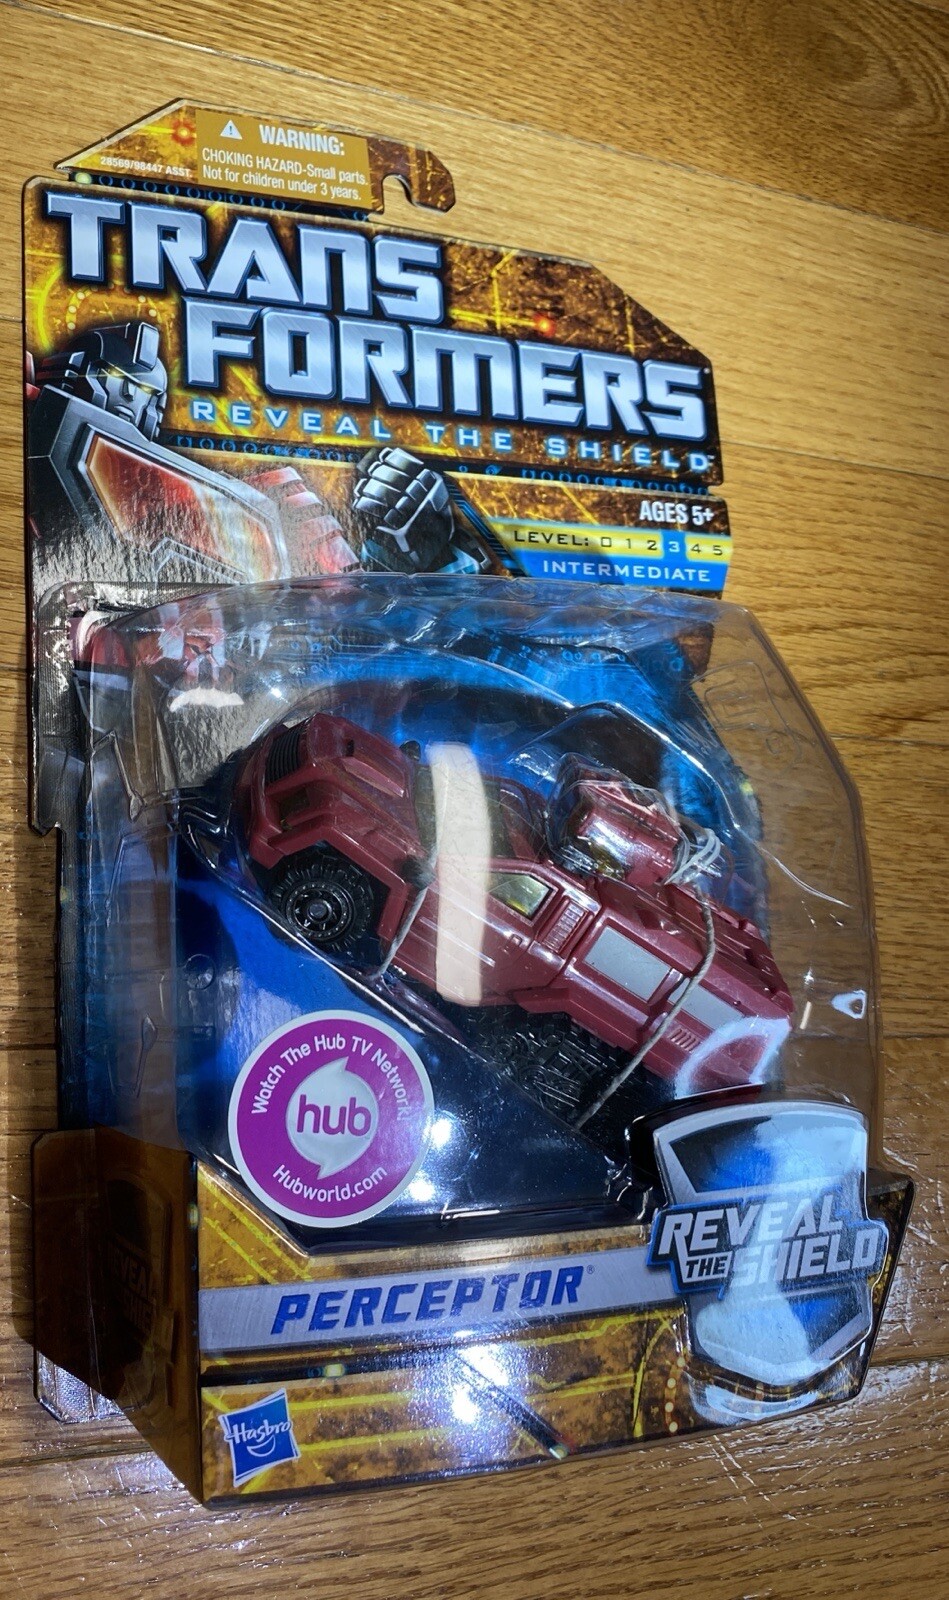 ⚠ WARNING:
CHOKING HAZARD-Small parts.
Not for children under 3 years.
28569/98447 ASST.
TRANS
FORMERS
REVEAL THE SHIELD™
AGES 5+
LEVEL: 0 1 2 3 4 5
INTERMEDIATE
Watch The Hub TV Network
hub
Hubworld.com
REVEAL
THE SHIELD
PERCEPTOR®
Hasbro